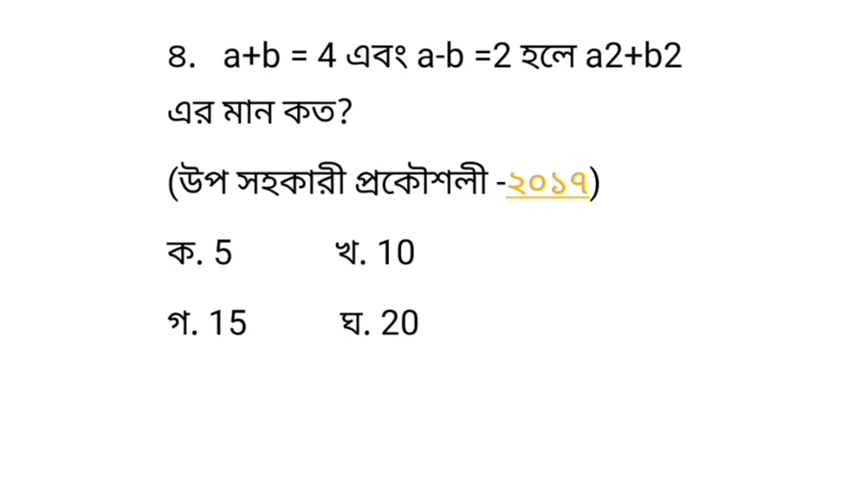 ৪. a+b = 4 এবং a-b =2 হলে a2+b2
এর মান কত?
(উপ সহকারী প্রকৌশলী -২০১৭)
ক. 5 খ. 10
গ. 15 ঘ. 20